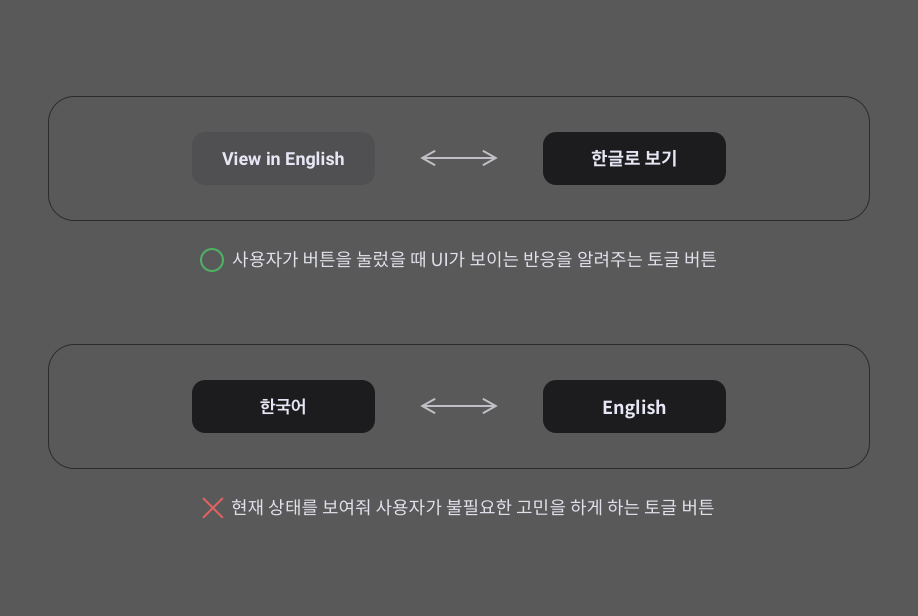 View in English
한글로 보기
사용자가 버튼을 눌렀을 때 UI가 보이는 반응을 알려주는 토글 버튼
한국어
English
현재 상태를 보여줘 사용자가 불필요한 고민을 하게 하는 토글 버튼